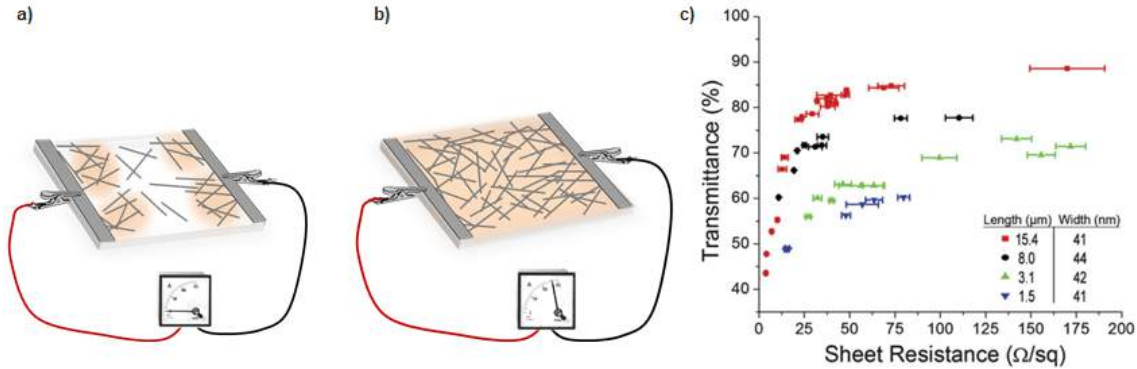 a)
b)
c)
100
90
80
70
60
50
40
Transmittance (%)
0 25 50 75 100 125 150 175 200
Sheet Resistance (Ω/sq)
Length (μm) Width (nm)
15.4 41
8.0 44
3.1 42
1.5 41